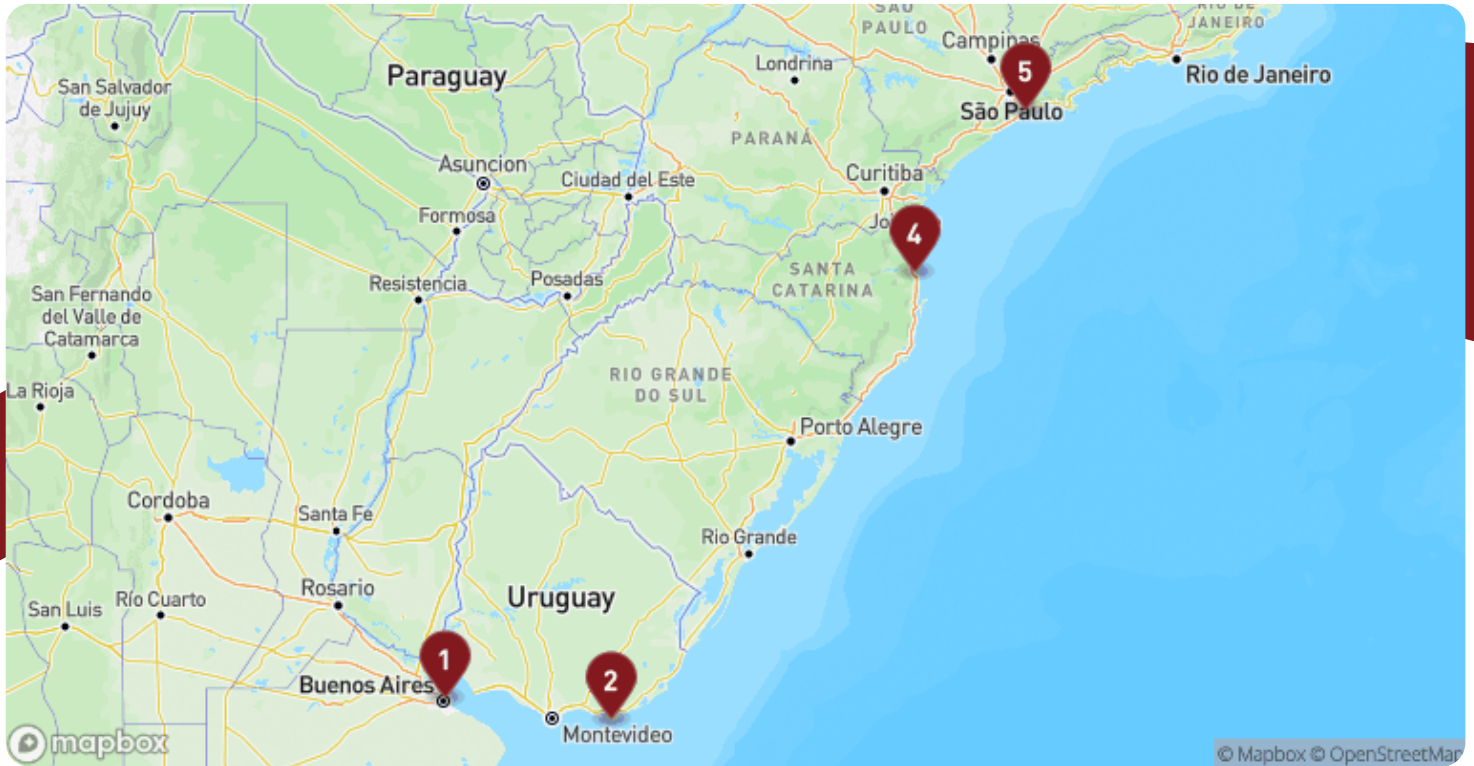 SÃO
PAULO
RIO DE
JANEIRO
Campinas
5
Rio de Janeiro
São Paulo
Londrina
Paraguay
San Salvador
de Jujuy
PARANÁ
Asuncion
Ciudad del Este
Curitiba
Formosa
4
SANTA
CATARINA
Resistencia
Posadas
San Fernando
del Valle de
Catamarca
La Rioja
RIO GRANDE
DO SUL
Porto Alegre
Cordoba
Santa Fe
Rio Grande
Rosario
Uruguay
San Luis
Río Cuarto
1
2
Buenos Aires
Montevideo
mapbox
© Mapbox © OpenStreetMap